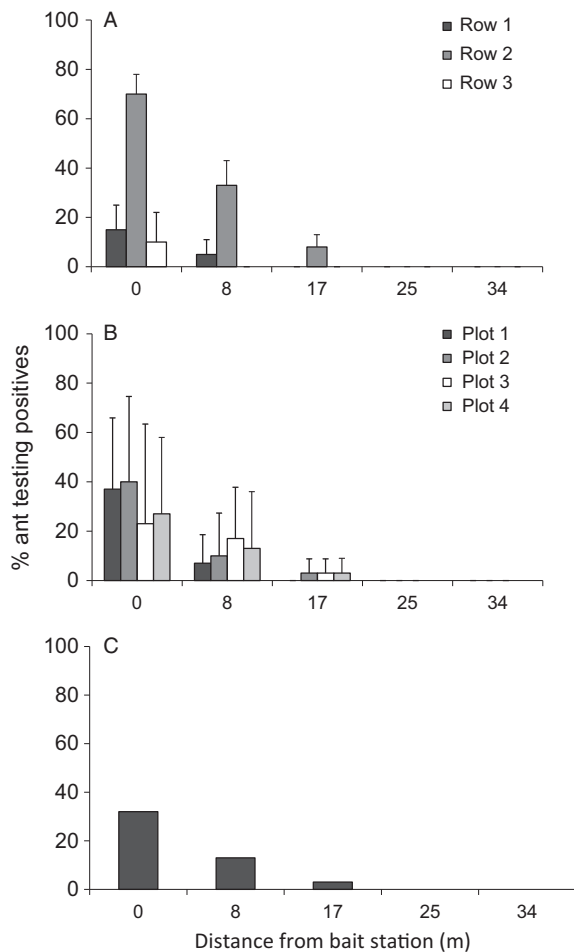 A
100
80
60
40
20
0
0 8 17 25 34
Row 1
Row 2
Row 3
B
100
80
60
40
20
0
0 8 17 25 34
Plot 1
Plot 2
Plot 3
Plot 4
% ant testing positives
C
100
80
60
40
20
0
0 8 17 25 34
Distance from bait station (m)